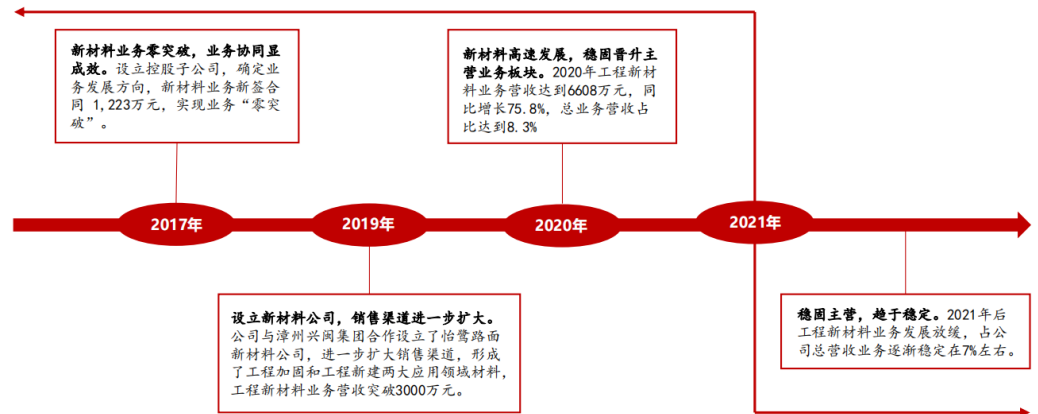 新材料业务零突破，业务协同显
成效。设立控股子公司，确定业
务发展方向，新材料业务新签合
同 1,223万元，实现业务“零突
破”。
新材料高速发展，稳固晋升主
营业务板块。2020年工程新材
料业务营收达到6608万元，同
比增长75.8%，总业务营收占
比达到8.3%
2017年
2019年
2020年
2021年
设立新材料公司，销售渠道进一步扩大。
公司与漳州兴闽集团合作设立了怡鹭路面
新材料公司，进一步扩大销售渠道，形成
了工程加固和工程新建两大应用领域材料，
工程新材料业务营收突破3000万元。
稳固主营，趋于稳定。2021年后
工程新材料业务发展放缓，占公
司总营收业务逐渐稳定在7%左右。